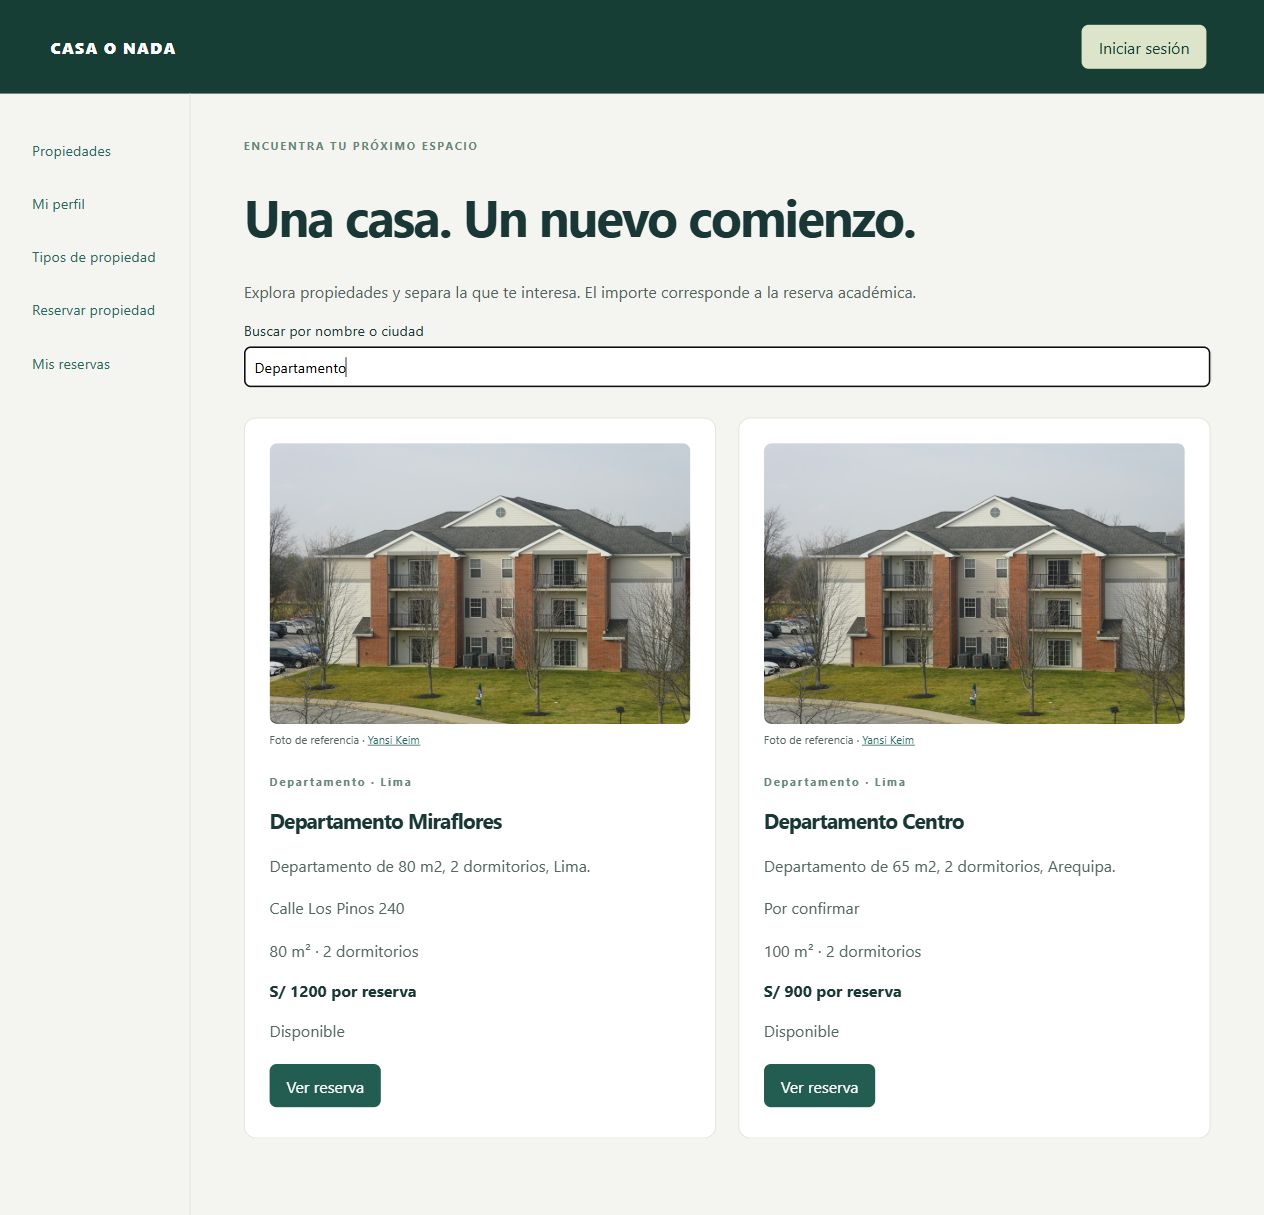 CASA O NADA
Iniciar sesión
Propiedades
Mi perfil
Tipos de propiedad
Reservar propiedad
Mis reservas
ENCUENTRA TU PRÓXIMO ESPACIO
Una casa. Un nuevo comienzo.
Explora propiedades y separa la que te interesa. El importe corresponde a la reserva académica.
Buscar por nombre o ciudad
Departamento
Foto de referencia · Yansi Keim
Departamento · Lima
Departamento Miraflores
Departamento de 80 m2, 2 dormitorios, Lima.
Calle Los Pinos 240
80 m² · 2 dormitorios
S/ 1200 por reserva
Disponible
Ver reserva
Foto de referencia · Yansi Keim
Departamento · Lima
Departamento Centro
Departamento de 65 m2, 2 dormitorios, Arequipa.
Por confirmar
100 m² · 2 dormitorios
S/ 900 por reserva
Disponible
Ver reserva